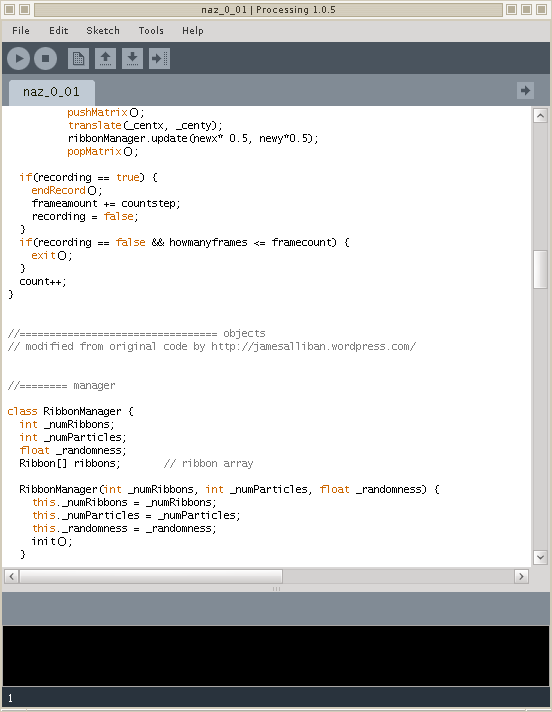 naz_0_01 | Processing 1.0.5
File Edit Sketch Tools Help
naz_0_01
pushMatrix();
translate(_centx, _centy);
ribbonManager.update(newx* 0.5, newy*0.5);
popMatrix();
if(recording == true) {
endRecord();
frameamount += countstep;
recording = false;
}
if(recording == false && howmanyframes <= framecount) {
exit();
}
count++;
}
//================================= objects
// modified from original code by http://jamesalliban.wordpress.com/
//======== manager
class RibbonManager {
int _numRibbons;
int _numParticles;
float _randomness;
Ribbon[] ribbons; // ribbon array
RibbonManager(int _numRibbons, int _numParticles, float _randomness) {
this._numRibbons = _numRibbons;
this._numParticles = _numParticles;
this._randomness = _randomness;
init();
}
1